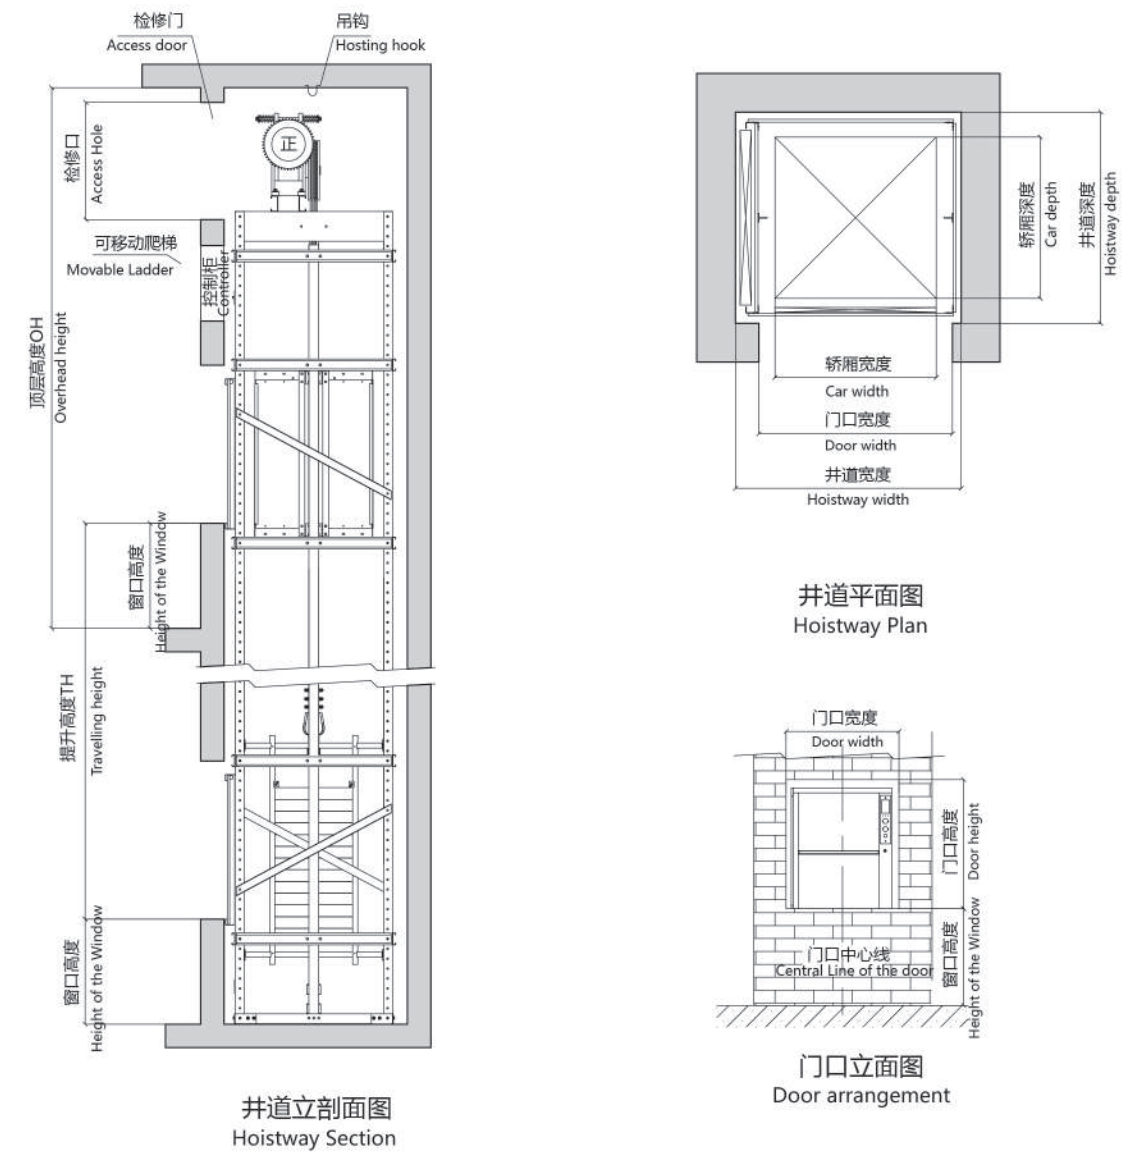 检修门
Access door
吊钩
Hosting hook
正
检修口
Access Hole
可移动爬梯
Movable Ladder
控制柜
Controller
顶层高度OH
Overhead height
窗口高度
Height of the Window
提升高度TH
Travelling height
窗口高度
Height of the Window
井道立剖面图
Hoistway Section
轿厢深度
Car depth
井道深度
Hoistway depth
轿厢宽度
Car width
门口宽度
Door width
井道宽度
Hoistway width
井道平面图
Hoistway Plan
门口宽度
Door width
门口高度
Door height
窗口高度
Height of the Window
门口中心线
Central Line of the door
门口立面图
Door arrangement